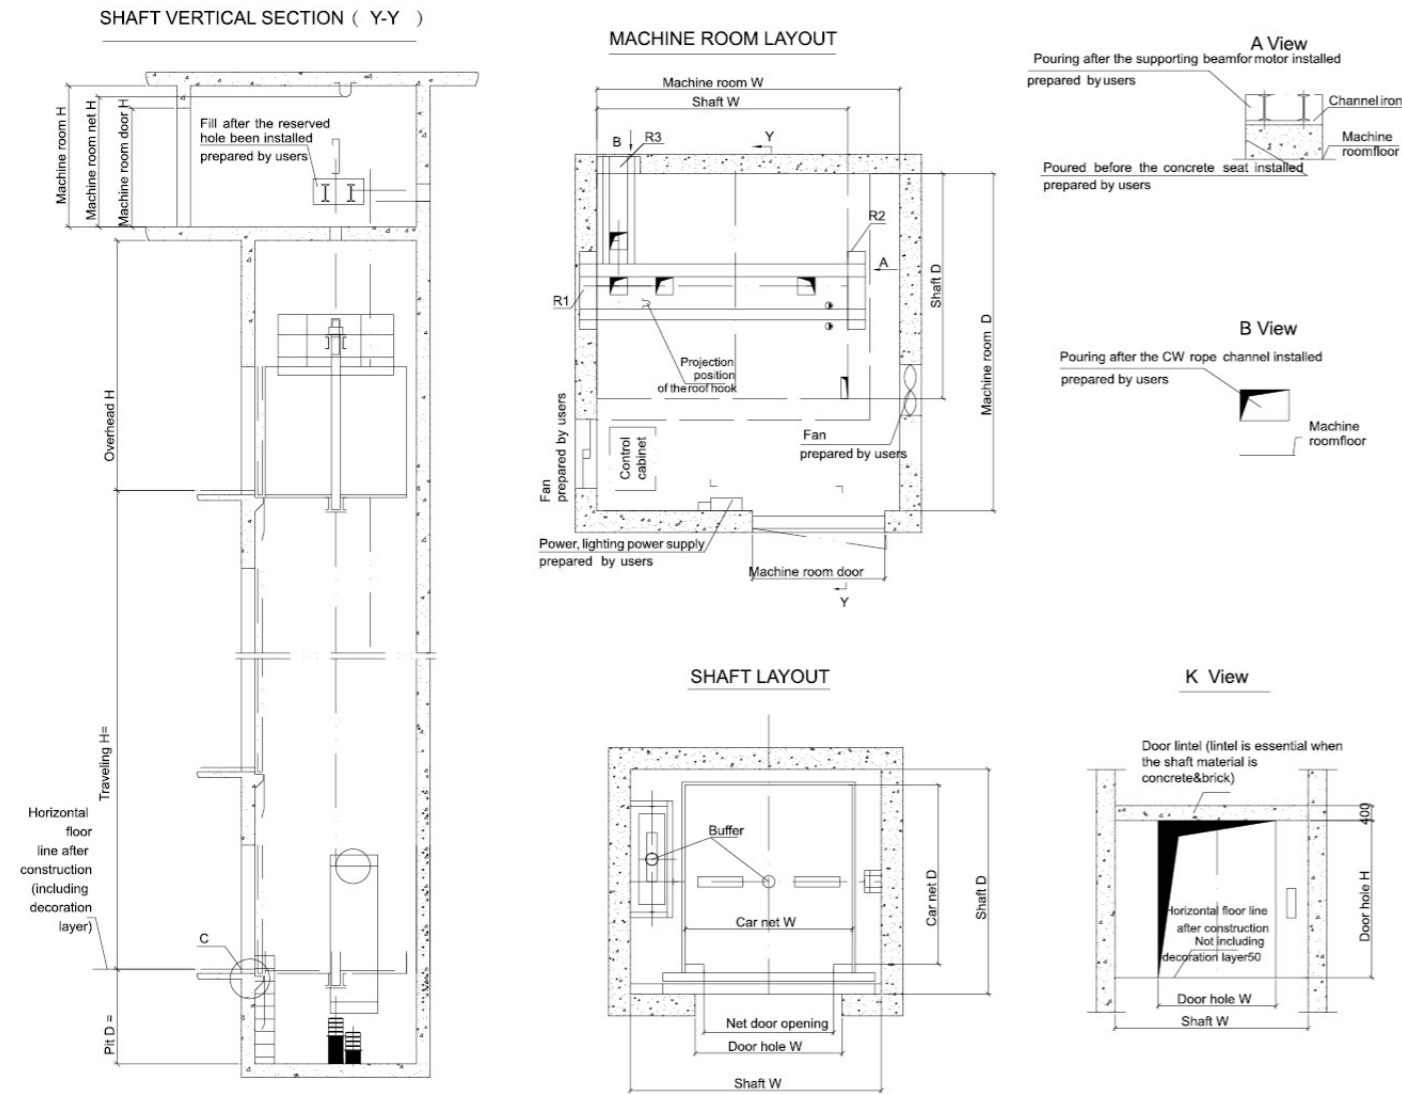 SHAFT VERTICAL SECTION ( Y-Y )
Machine room H
Machine room net H
Machine room door H
Fill after the reserved
hole been installed
prepared by users
Overhead H
Traveling H=
Horizontal
floor
line after
construction
(including
decoration
layer)
C
Pit D =
MACHINE ROOM LAYOUT
Machine room W
Shaft W
B
R3
Y
R2
A
R1
Shaft D
Machine room D
Projection
position
of the roof hook
Fan
prepared by users
Control
cabinet
Fan
prepared by users
Power, lighting power supply
prepared by users
Machine room door
Y
A View
Pouring after the supporting beamfor motor installed
prepared by users
Channel iron
Machine
roomfloor
Poured before the concrete seat installed
prepared by users
B View
Pouring after the CW rope channel installed
prepared by users
Machine
roomfloor
SHAFT LAYOUT
Buffer
Car net W
Car net D
Shaft D
Net door opening
Door hole W
Shaft W
K View
Door lintel (lintel is essential when
the shaft material is
concrete&brick)
400
Door hole H
Horizontal floor line
after construction
Not including
decoration layer50
Door hole W
Shaft W